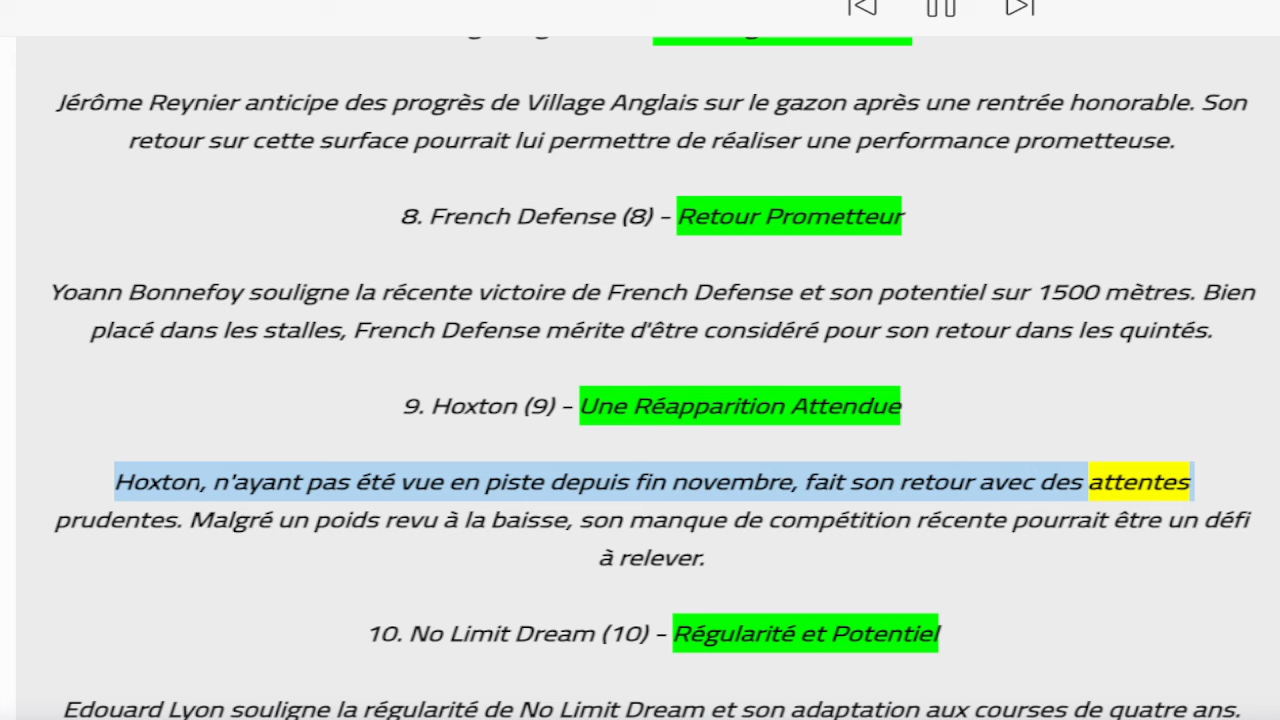 Jérôme Reynier anticipe des progrès de Village Anglais sur le gazon après une rentrée honorable. Son
retour sur cette surface pourrait lui permettre de réaliser une performance prometteuse.
8. French Defense (8) - Retour Prometteur
Yoann Bonnefoy souligne la récente victoire de French Defense et son potentiel sur 1500 mètres. Bien
placé dans les stalles, French Defense mérite d'être considéré pour son retour dans les quintés.
9. Hoxton (9) - Une Réapparition Attendue
Hoxton, n'ayant pas été vue en piste depuis fin novembre, fait son retour avec des attentes
prudentes. Malgré un poids revu à la baisse, son manque de compétition récente pourrait être un défi
à relever.
10. No Limit Dream (10) - Régularité et Potentiel
Edouard Lyon souligne la régularité de No Limit Dream et son adaptation aux courses de quatre ans.